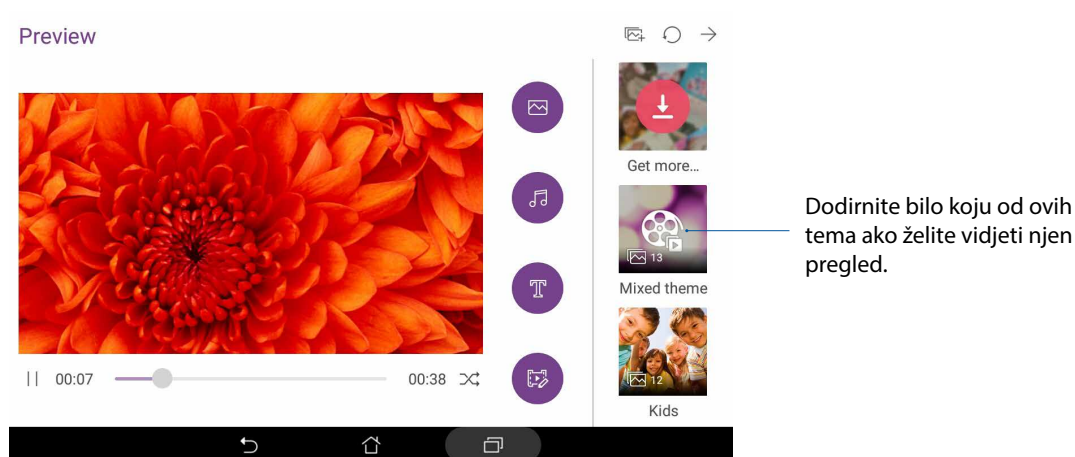 Preview
Get more...
13
Mixed theme
12
Kids
00:07
00:38
Dodirnite bilo koju od ovih
tema ako želite vidjeti njen
pregled.